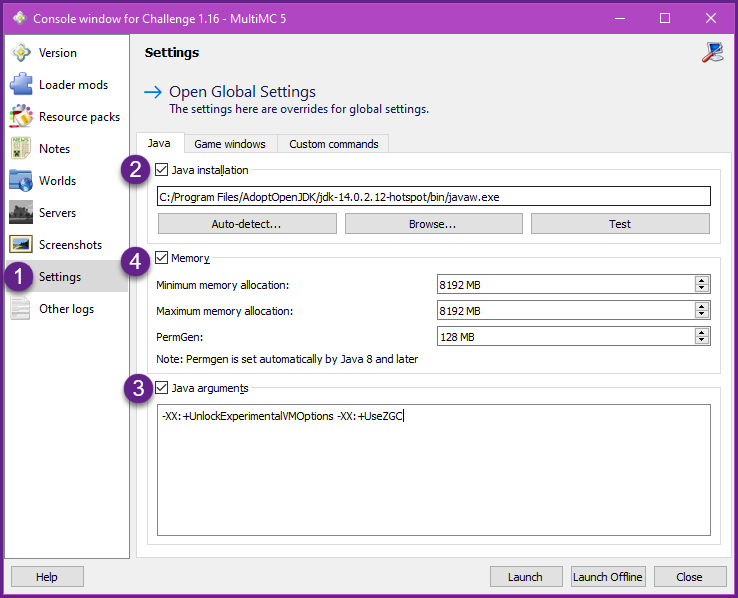 Console window for Challenge 1.16 - MultiMC 5
Version
Loader mods
Resource packs
Notes
Worlds
Servers
Screenshots
1
Settings
Other logs
Settings
Open Global Settings
The settings here are overrides for global settings.
Java Game windows Custom commands
2 Java installation
C:/Program Files/AdoptOpenJDK/jdk-14.0.2.12-hotspot/bin/javaw.exe
Auto-detect... Browse... Test
4 Memory
Minimum memory allocation: 8192 MB
Maximum memory allocation: 8192 MB
PermGen: 128 MB
Note: Permgen is set automatically by Java 8 and later
3 Java arguments
-XX:+UnlockExperimentalVMOptions -XX:+UseZGC
Help Launch Launch Offline Close